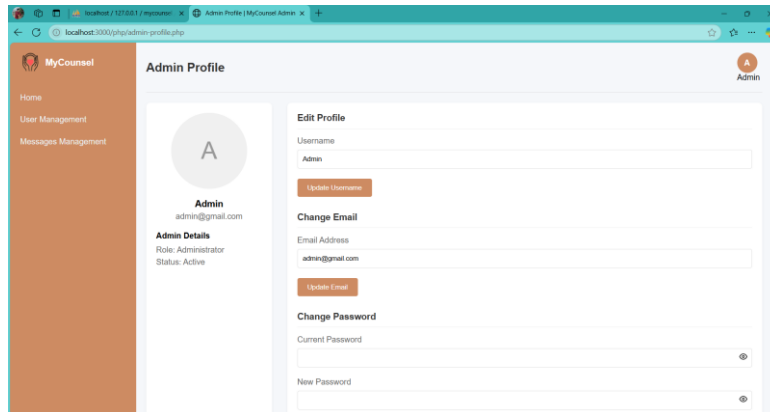 localhost / 127.0.0.1 / mycounsel
Admin Profile | MyCounsel Admin
localhost:3000/php/admin-profile.php
MyCounsel
Admin Profile
A
Admin
Home
User Management
Messages Management
A
Admin
admin@gmail.com
Admin Details
Role: Administrator
Status: Active
Edit Profile
Username
Admin
Update Username
Change Email
Email Address
admin@gmail.com
Update Email
Change Password
Current Password
New Password